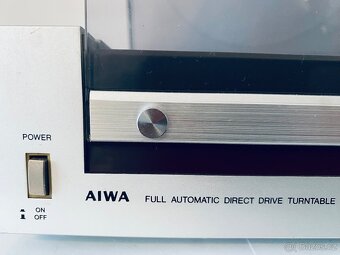 POWER
ON
OFF
AIWA FULL AUTOMATIC DIRECT DRIVE TURNTABLE